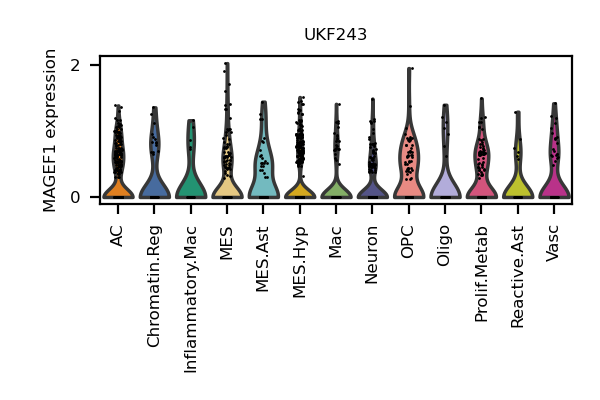 UKF243
MAGEF1 expression
2
0
AC
Chromatin.Reg
Inflammatory.Mac
MES
MES.Ast
MES.Hyp
Mac
Neuron
OPC
Oligo
Prolif.Metab
Reactive.Ast
Vasc